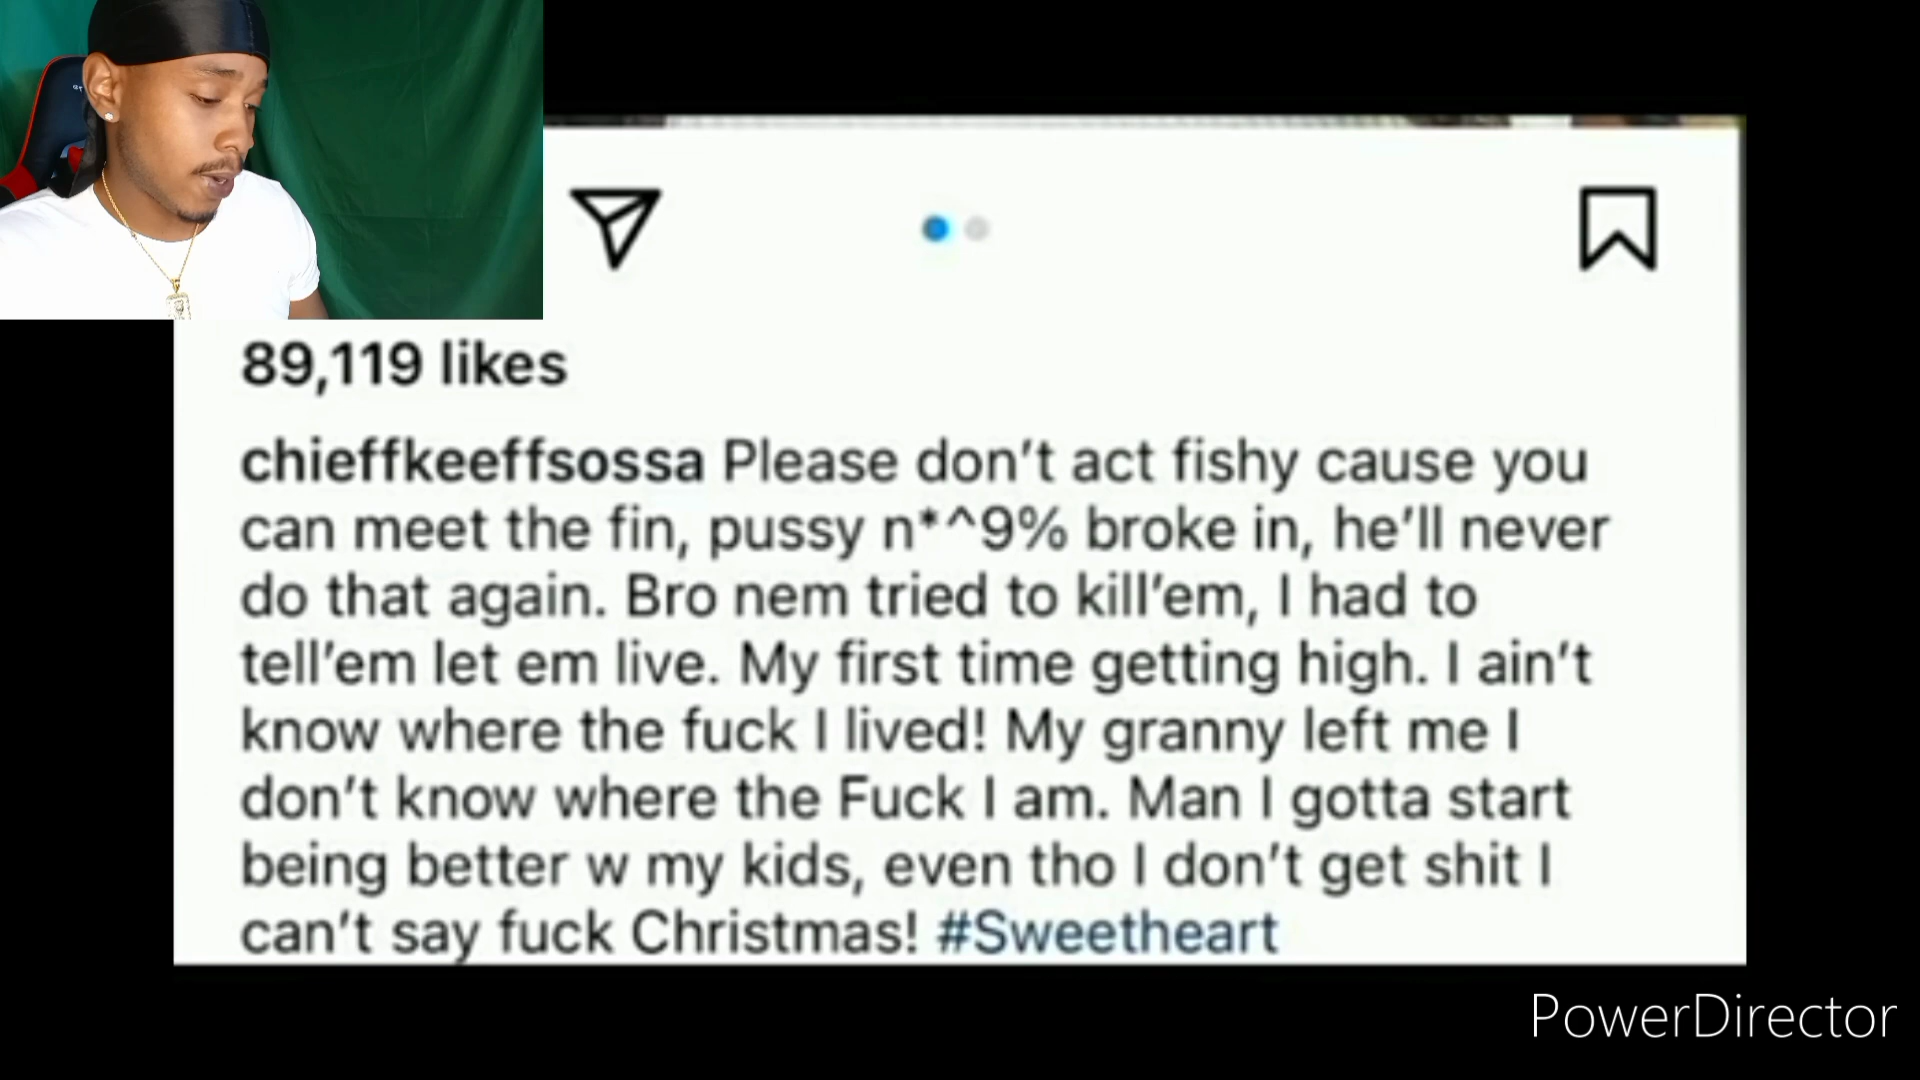 89,119 likes
chieffkeeffsossa Please don't act fishy cause you
can meet the fin, pussy n*^9% broke in, he'll never
do that again. Bro nem tried to kill'em, I had to
tell'em let em live. My first time getting high. I ain't
know where the fuck I lived! My granny left me I
don't know where the Fuck I am. Man I gotta start
being better w my kids, even tho I don't get shit I
can't say fuck Christmas! #Sweetheart
PowerDirector